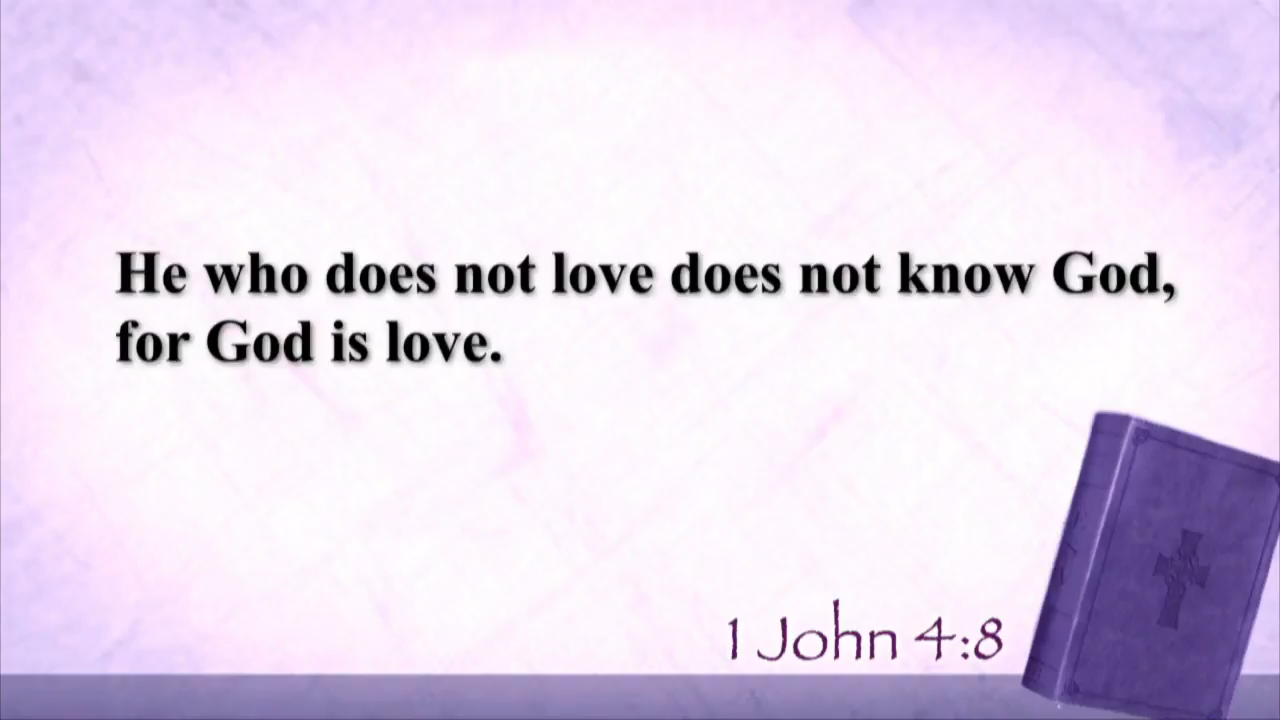 He who does not love does not know God,
for God is love.
1 John 4:8